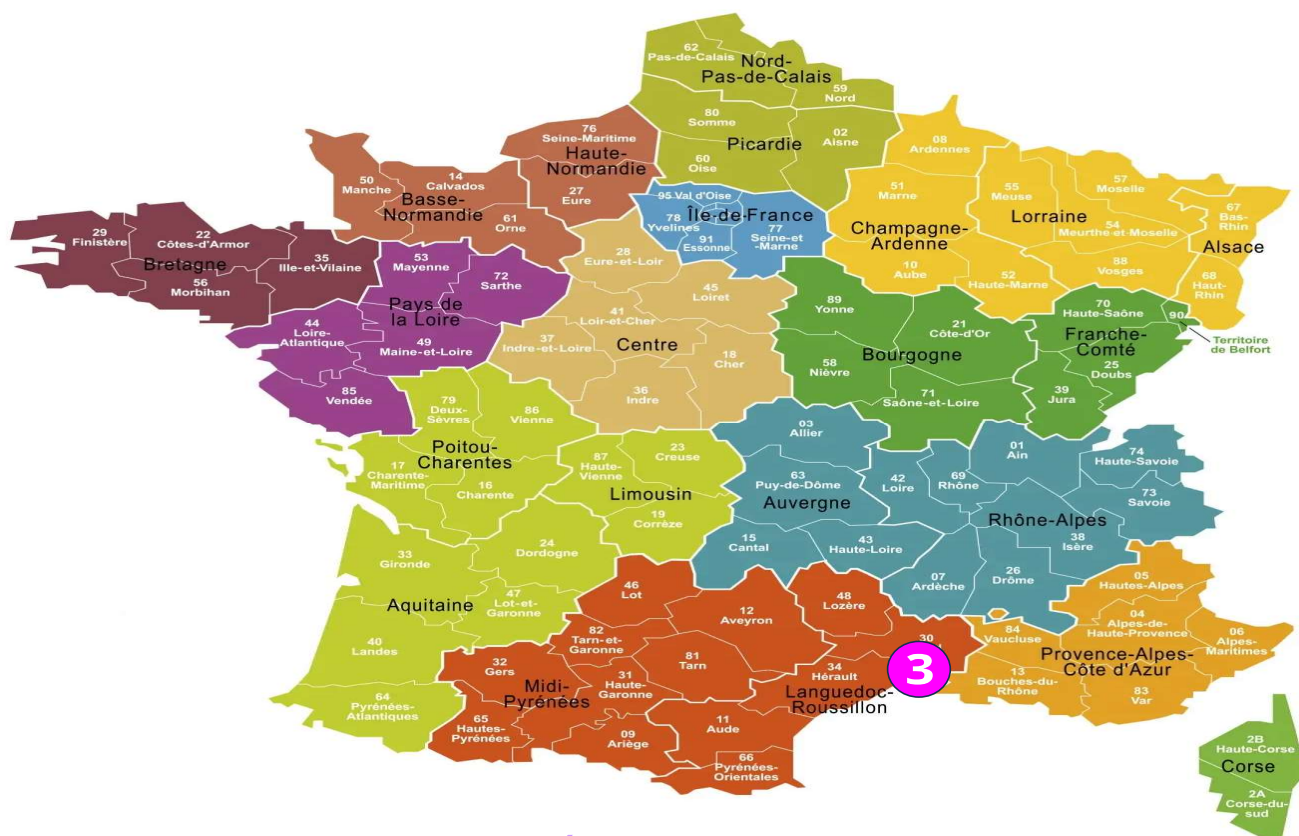 62
Pas-de-Calais
Nord-
Pas-de-Calais
59
Nord
80
Somme
02
Aisne
Picardie
60
Oise
76
Seine-Maritime
Haute-
Normandie
27
Eure
14
Calvados
50
Manche
Basse-
Normandie
61
Orne
08
Ardennes
51
Marne
Champagne-
Ardenne
10
Aube
52
Haute-Marne
55
Meuse
57
Moselle
Lorraine
54
Meurthe-et-Moselle
88
Vosges
67
Bas-
Rhin
Alsace
68
Haut-
Rhin
95 Val d'Oise
Île-de-France
78
Yvelines
91
Essonne
77
Seine-et-
Marne
29
Finistère
22
Côtes-d'Armor
Bretagne
35
Ille-et-Vilaine
56
Morbihan
53
Mayenne
72
Sarthe
Pays de
la Loire
44
Loire-
Atlantique
49
Maine-et-Loire
85
Vendée
28
Eure-et-Loir
45
Loiret
41
Loir-et-Cher
37
Indre-et-Loire
Centre
18
Cher
36
Indre
89
Yonne
21
Côte-d'Or
Bourgogne
58
Nièvre
71
Saône-et-Loire
70
Haute-Saône
90
Territoire
de Belfort
Franche-
Comté
25
Doubs
39
Jura
79
Deux-
Sèvres
86
Vienne
Poitou-
Charentes
17
Charente-
Maritime
16
Charente
23
Creuse
87
Haute-
Vienne
Limousin
19
Corrèze
03
Allier
63
Puy-de-Dôme
Auvergne
15
Cantal
43
Haute-Loire
01
Ain
74
Haute-Savoie
42
Loire
69
Rhône
73
Savoie
Rhône-Alpes
38
Isère
07
Ardèche
26
Drôme
24
Dordogne
33
Gironde
47
Lot-et-
Garonne
Aquitaine
40
Landes
64
Pyrénées-
Atlantiques
46
Lot
12
Aveyron
82
Tarn-et-
Garonne
81
Tarn
32
Gers
31
Haute-
Garonne
Midi-
Pyrénées
65
Hautes-
Pyrénées
09
Ariège
48
Lozère
30
3
34
Hérault
Languedoc-
Roussillon
11
Aude
66
Pyrénées-
Orientales
05
Hautes-Alpes
84
Vaucluse
04
Alpes-de-
Haute-Provence
06
Alpes-
Maritimes
Provence-Alpes-
Côte d'Azur
13
Bouches-du-
Rhône
83
Var
2B
Haute-Corse
Corse
2A
Corse-du-
sud